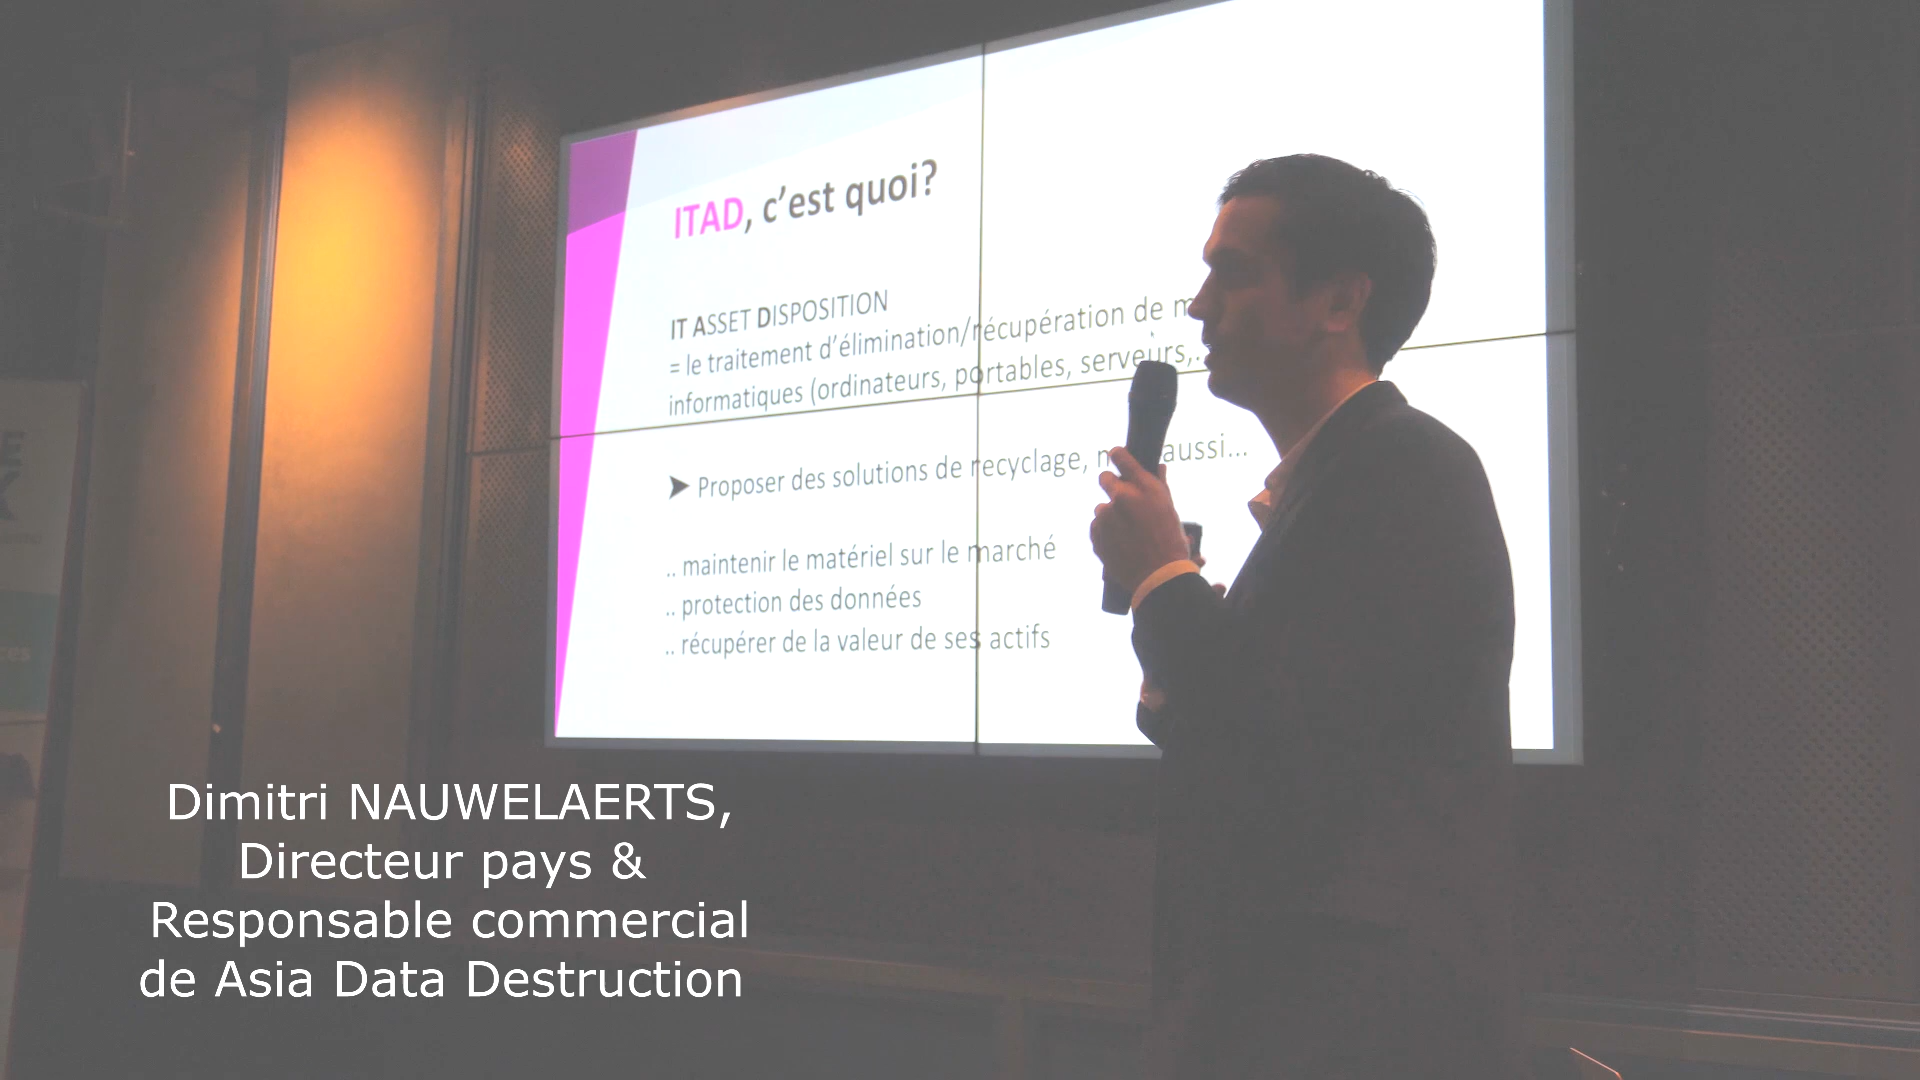 ITAD, c'est quoi?
IT ASSET DISPOSITION
= le traitement d'élimination/récupération de
informatiques (ordinateurs, portables, serveurs,..
➤ Proposer des solutions de recyclage, aussi...
.. maintenir le matériel sur le marché
.. protection des données
.. récupérer de la valeur de ses actifs
Dimitri NAUWELAERTS,
Directeur pays &
Responsable commercial
de Asia Data Destruction